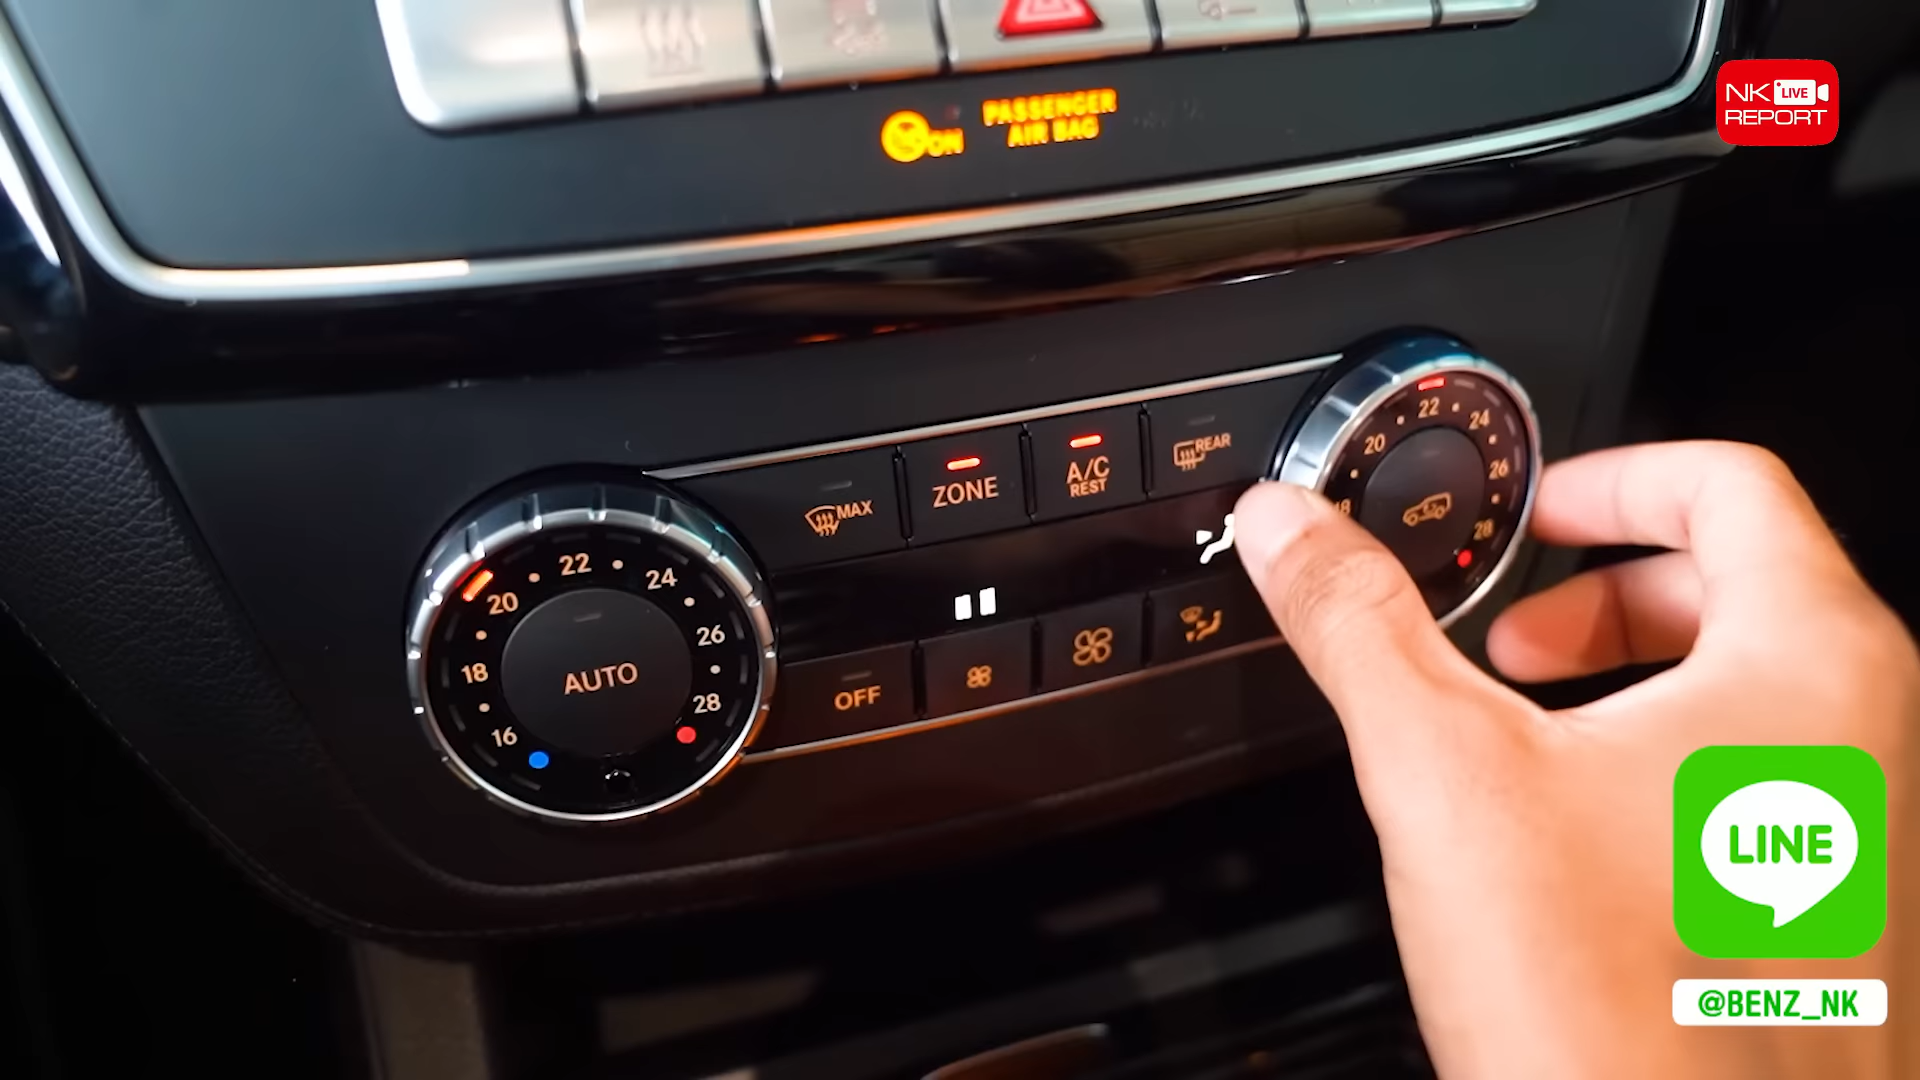 NK LIVE
REPORT
ON
PASSENGER
AIR BAG
MAX
ZONE
A/C
REST
REAR
22
20
24
18
26
16
28
AUTO
OFF
22
20
24
26
18
28
LINE
@BENZ_NK